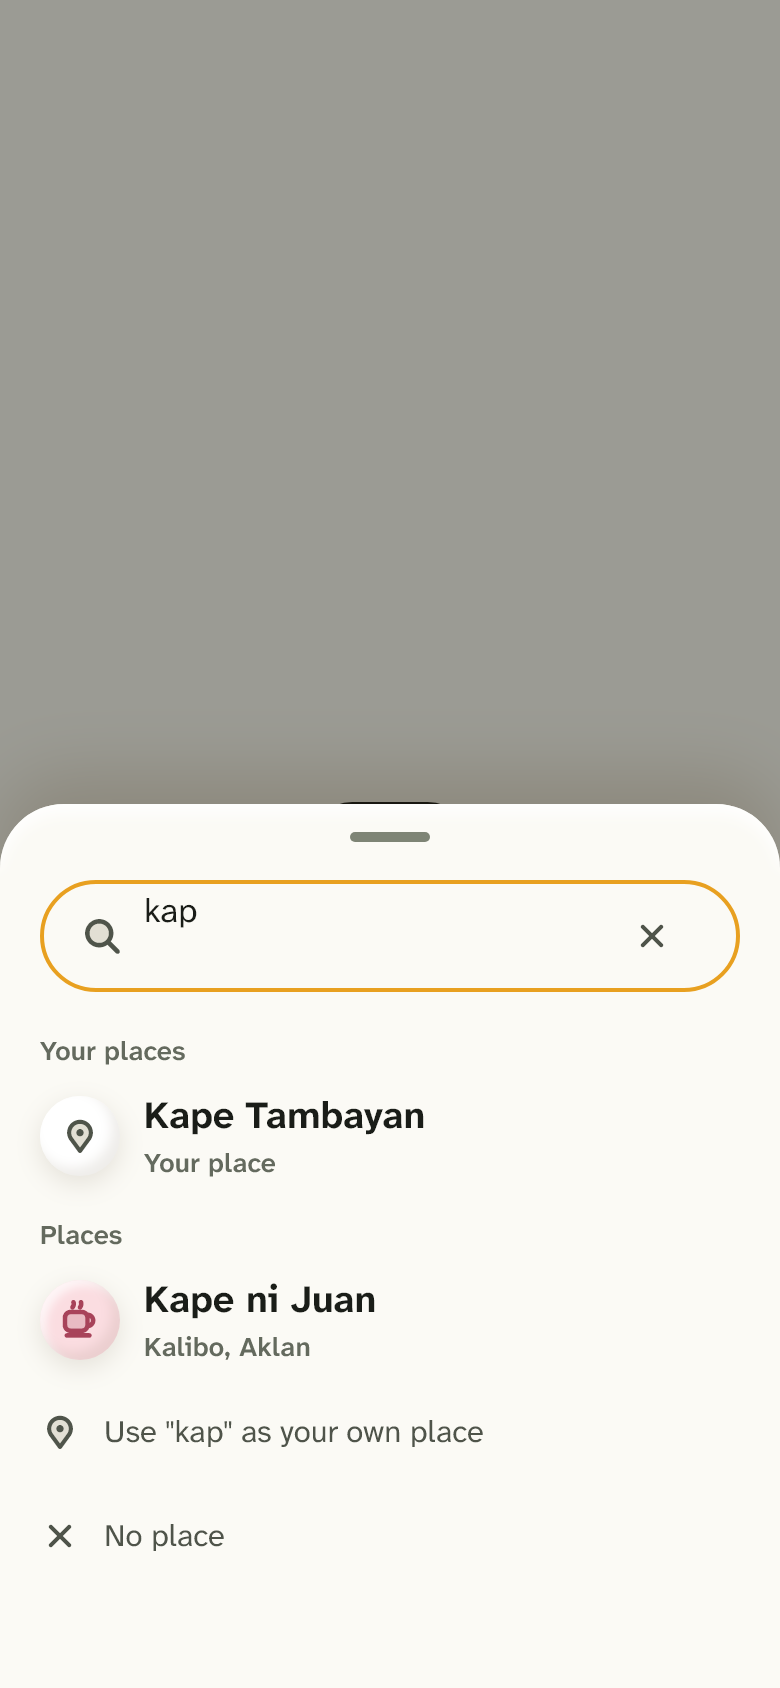 kap
Your places
Kape Tambayan
Your place
Places
Kape ni Juan
Kalibo, Aklan
Use "kap" as your own place
No place